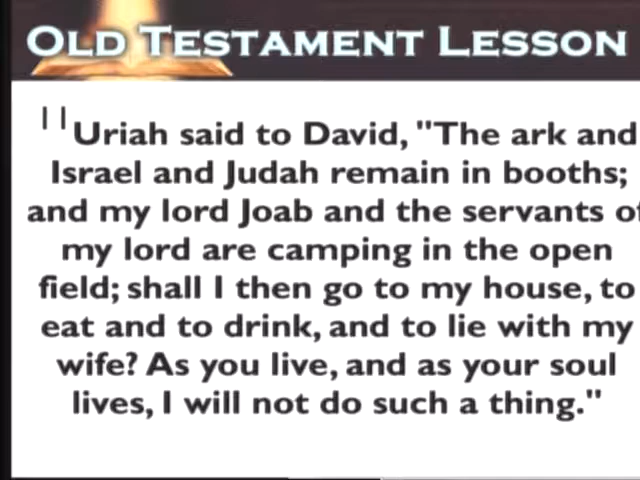 OLD TESTAMENT LESSON
11 Uriah said to David, "The ark and
Israel and Judah remain in booths;
and my lord Joab and the servants of
my lord are camping in the open
field; shall I then go to my house, to
eat and to drink, and to lie with my
wife? As you live, and as your soul
lives, I will not do such a thing."